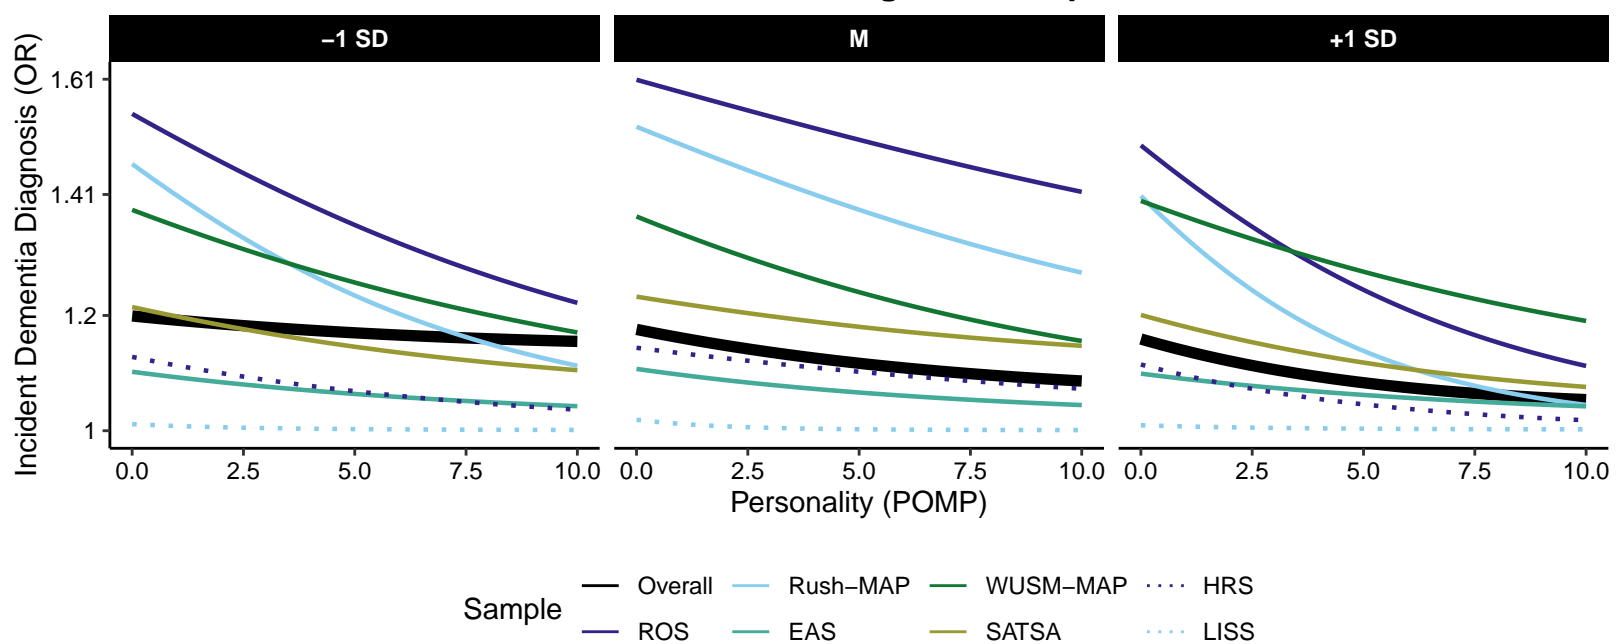 −1 SD
M
+1 SD
Incident Dementia Diagnosis (OR)
1.61
1.41
1.2
1
0.0 2.5 5.0 7.5 10.0
0.0 2.5 5.0 7.5 10.0
0.0 2.5 5.0 7.5 10.0
Personality (POMP)
Sample
Overall Rush−MAP WUSM−MAP HRS
ROS EAS SATSA LISS